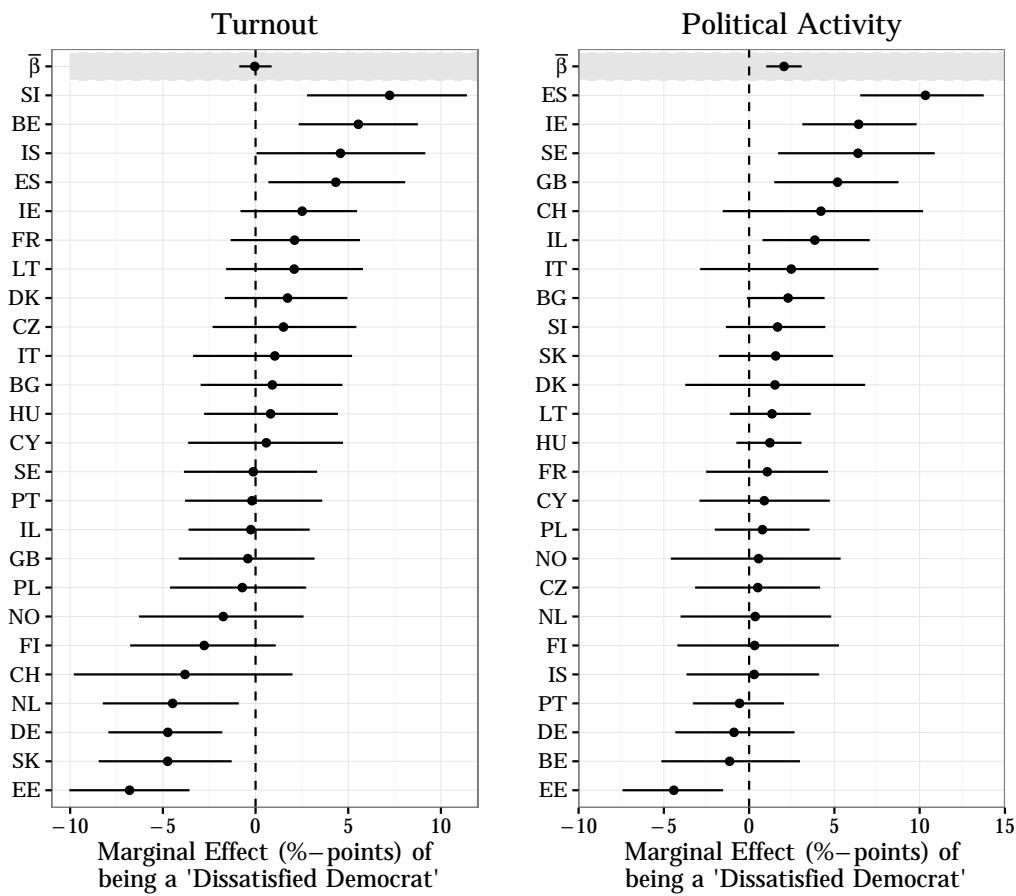 Turnout
β̅
SI
BE
IS
ES
IE
FR
LT
DK
CZ
IT
BG
HU
CY
SE
PT
IL
GB
PL
NO
FI
CH
NL
DE
SK
EE
−10 −5 0 5 10
Marginal Effect (%−points) of
being a 'Dissatisfied Democrat'
Political Activity
β̅
ES
IE
SE
GB
CH
IL
IT
BG
SI
SK
DK
LT
HU
FR
CY
PL
NO
CZ
NL
FI
IS
PT
DE
BE
EE
−10 −5 0 5 10 15
Marginal Effect (%−points) of
being a 'Dissatisfied Democrat'